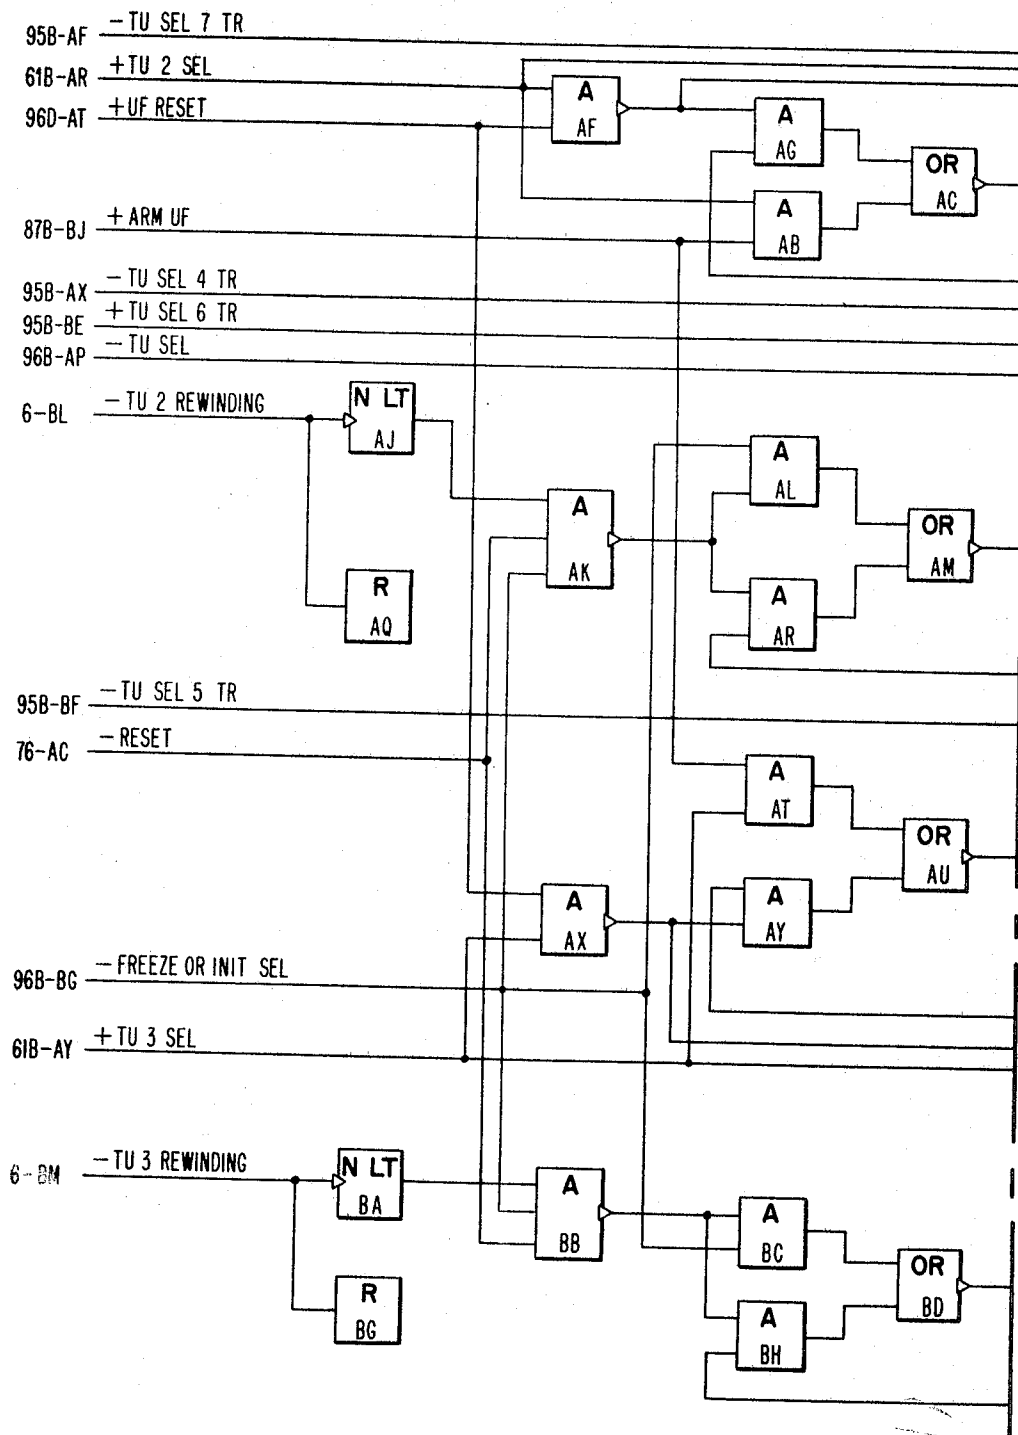 95B-AF -TU SEL 7 TR
61B-AR +TU 2 SEL
96D-AT +UF RESET
A
AF
A
AG
OR
AC
A
AB
87B-BJ +ARM UF
95B-AX -TU SEL 4 TR
95B-BE +TU SEL 6 TR
96B-AP -TU SEL
6-BL -TU 2 REWINDING
N LT
AJ
A
AL
A
AK
OR
AM
R
AQ
A
AR
95B-BF -TU SEL 5 TR
76-AC -RESET
A
AT
OR
AU
A
AX
A
AY
96B-BG -FREEZE OR INIT SEL
61B-AY +TU 3 SEL
6-BM -TU 3 REWINDING
N LT
BA
A
BB
A
BC
OR
BD
R
BG
A
BH